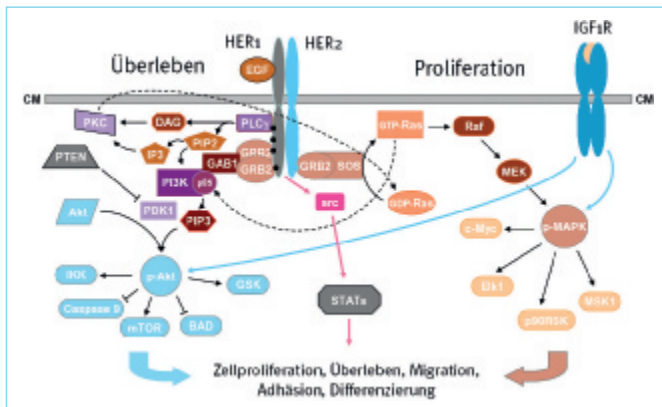 HER1
HER2
IGF1R
Überleben
Proliferation
EGF
CM
CM
PKC
DAG
PLCγ
GTP-Ras
Raf
IP3
PIP2
PTEN
GAB1
GRB2
GRB2
GRB2 SOS
MEK
PI3K
p85
src
GDP-Ras
Akt
PDK1
PIP3
c-Myc
p-MAPK
IKK
p-Akt
GSK
Elk1
MSK1
STATs
Caspase 9
mTOR
BAD
p90RSK
Zellproliferation, Überleben, Migration,
Adhäsion, Differenzierung